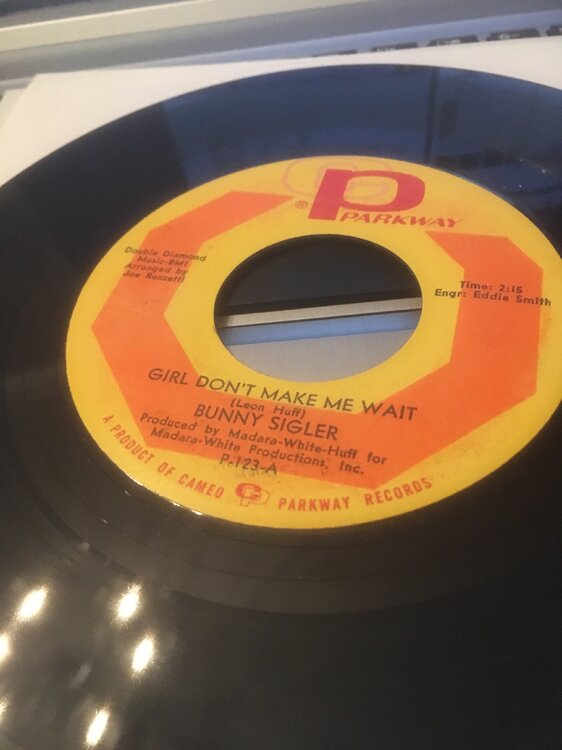 P
® PARKWAY
Double Diamond
Music-BMI
Arranged by
Joe Renzetti
Time: 2:15
Engr: Eddie Smith
GIRL DON'T MAKE ME WAIT
(Leon Huff)
BUNNY SIGLER
Produced by Madara-White-Huff for
Madara-White Productions, Inc.
P-123-A
A PRODUCT OF CAMEO CP PARKWAY RECORDS